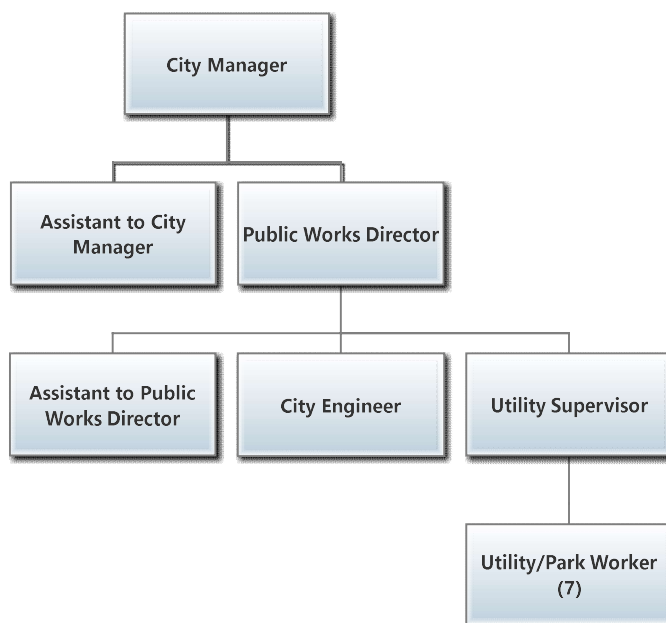 City Manager
Assistant to City
Manager
Public Works Director
Assistant to Public
Works Director
City Engineer
Utility Supervisor
Utility/Park Worker
(7)